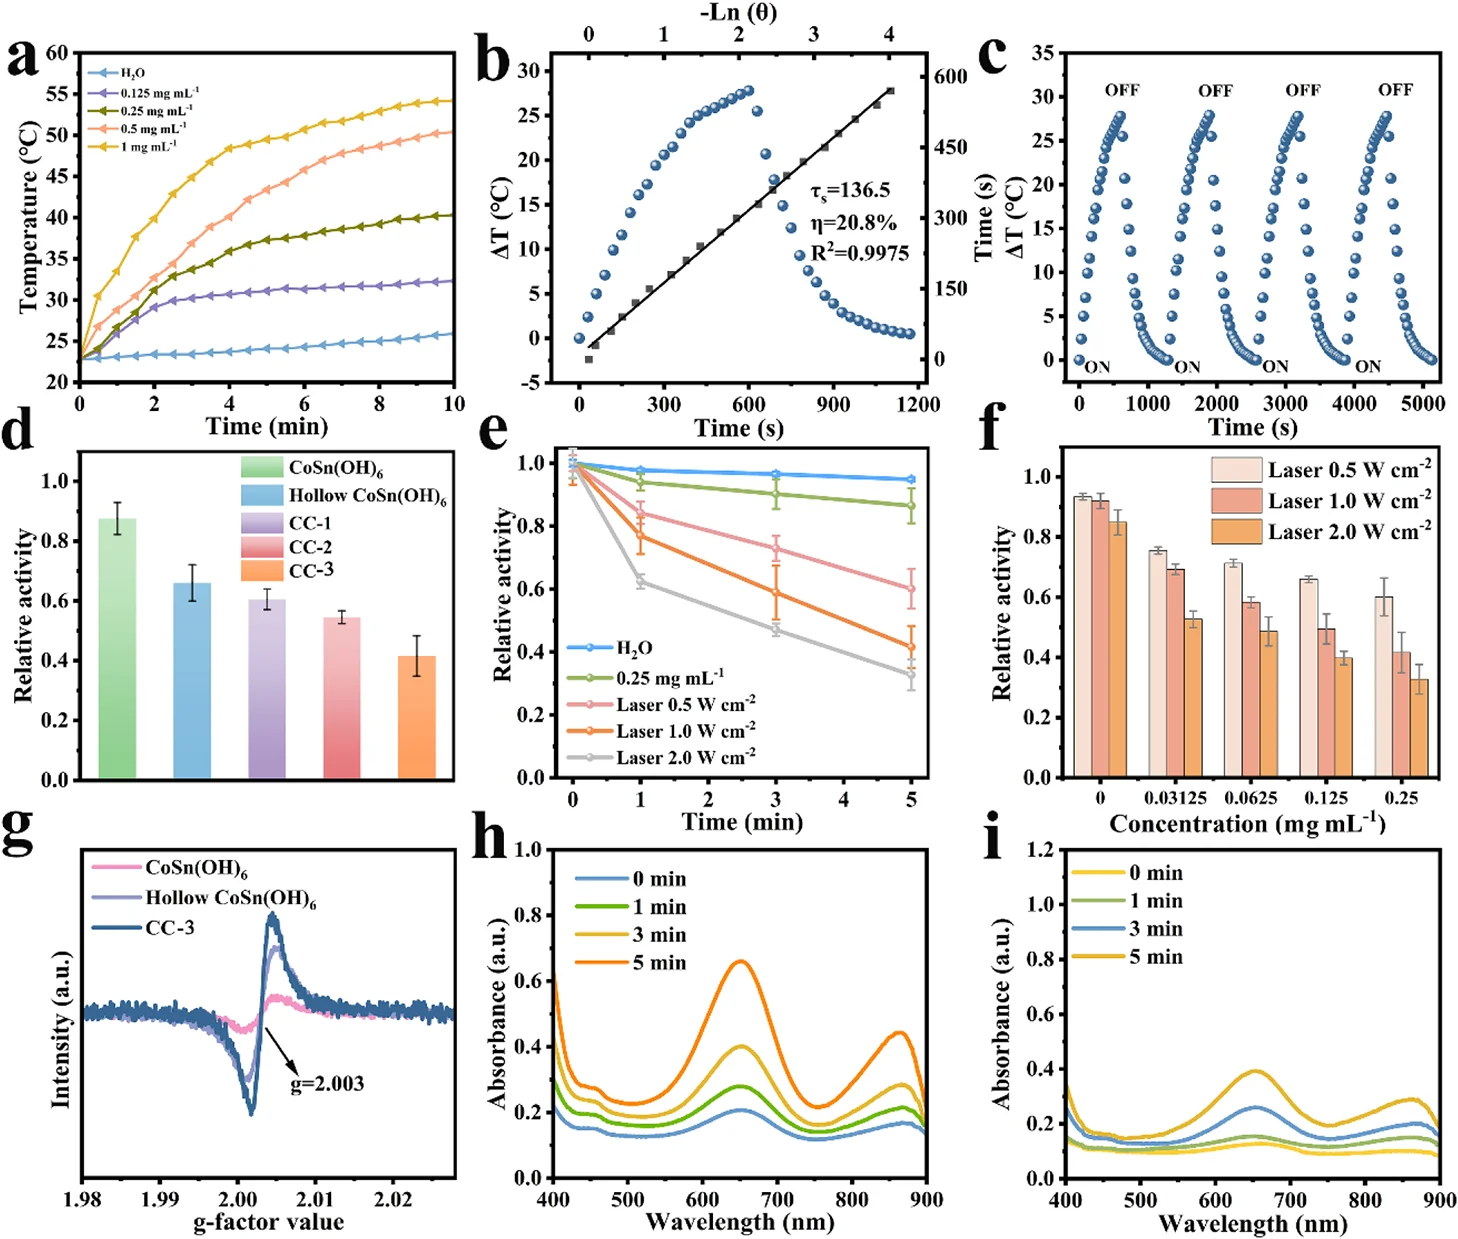 a
60
55
50
45
40
35
30
25
20
Temperature (°C)
H₂O
0.125 mg mL⁻¹
0.25 mg mL⁻¹
0.5 mg mL⁻¹
1 mg mL⁻¹
0 2 4 6 8 10
Time (min)
b
-Ln (θ)
0 1 2 3 4
30
25
20
15
10
5
0
-5
ΔT (°C)
600
450
300
150
0
Time (s)
τₛ=136.5
η=20.8%
R²=0.9975
0 300 600 900 1200
Time (s)
c
35
30
25
20
15
10
5
0
ΔT (°C)
OFF OFF OFF OFF
ON ON ON ON
0 1000 2000 3000 4000 5000
Time (s)
d
1.0
0.8
0.6
0.4
0.2
0.0
Relative activity
CoSn(OH)₆
Hollow CoSn(OH)₆
CC-1
CC-2
CC-3
e
1.0
0.8
0.6
0.4
0.2
0.0
Relative activity
H₂O
0.25 mg mL⁻¹
Laser 0.5 W cm⁻²
Laser 1.0 W cm⁻²
Laser 2.0 W cm⁻²
0 1 2 3 4 5
Time (min)
f
1.0
0.8
0.6
0.4
0.2
0.0
Relative activity
Laser 0.5 W cm⁻²
Laser 1.0 W cm⁻²
Laser 2.0 W cm⁻²
0 0.03125 0.0625 0.125 0.25
Concentration (mg mL⁻¹)
g
Intensity (a.u.)
CoSn(OH)₆
Hollow CoSn(OH)₆
CC-3
g=2.003
1.98 1.99 2.00 2.01 2.02
g-factor value
h
1.0
0.8
0.6
0.4
0.2
0.0
Absorbance (a.u.)
0 min
1 min
3 min
5 min
400 500 600 700 800 900
Wavelength (nm)
i
1.2
1.0
0.8
0.6
0.4
0.2
0.0
Absorbance (a.u.)
0 min
1 min
3 min
5 min
400 500 600 700 800 900
Wavelength (nm)